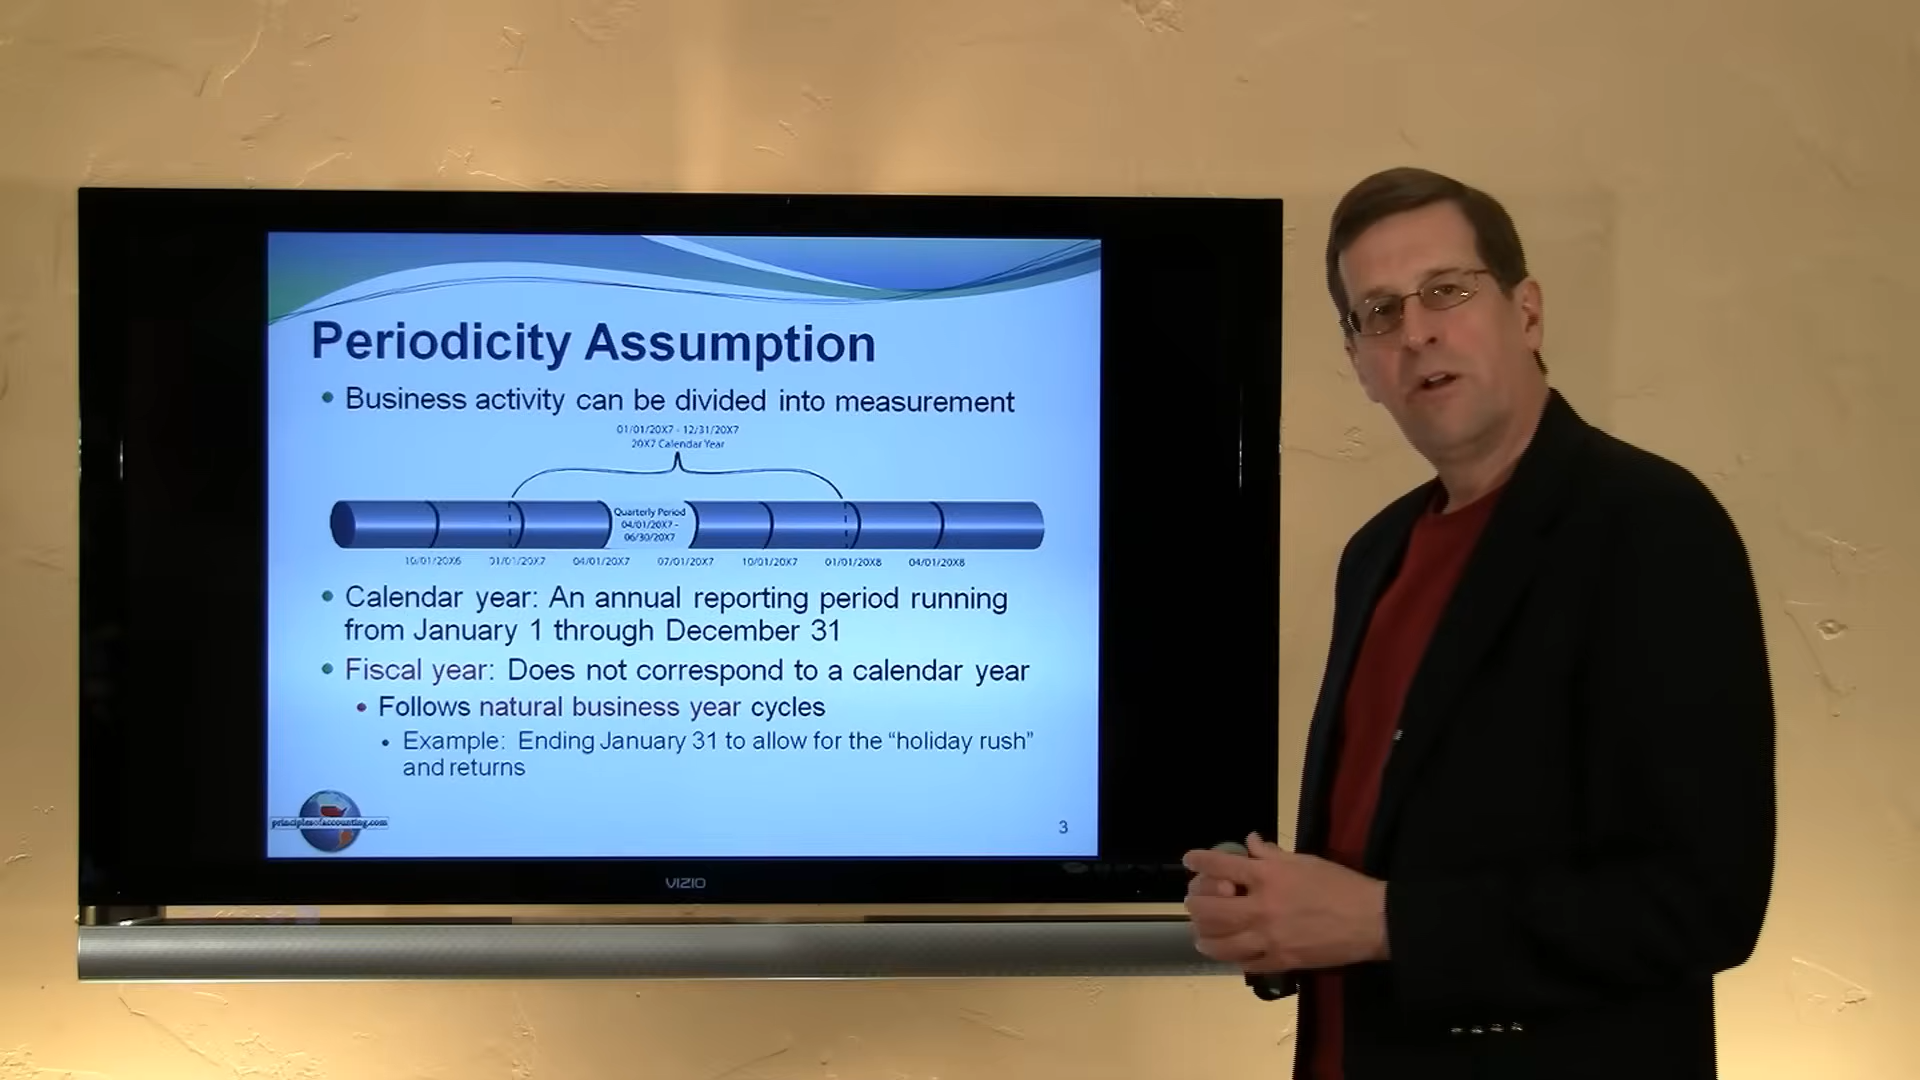 Periodicity Assumption
• Business activity can be divided into measurement
01/01/20X7 - 12/31/20X7
20X7 Calendar Year
Quarterly Period
04/01/20X7 -
06/30/20X7
10/01/20X6 01/01/20X7 04/01/20X7 07/01/20X7 10/01/20X7 01/01/20X8 04/01/20X8
• Calendar year: An annual reporting period running
from January 1 through December 31
• Fiscal year: Does not correspond to a calendar year
• Follows natural business year cycles
• Example: Ending January 31 to allow for the “holiday rush”
and returns
principlesofaccounting.com
3
VIZIO